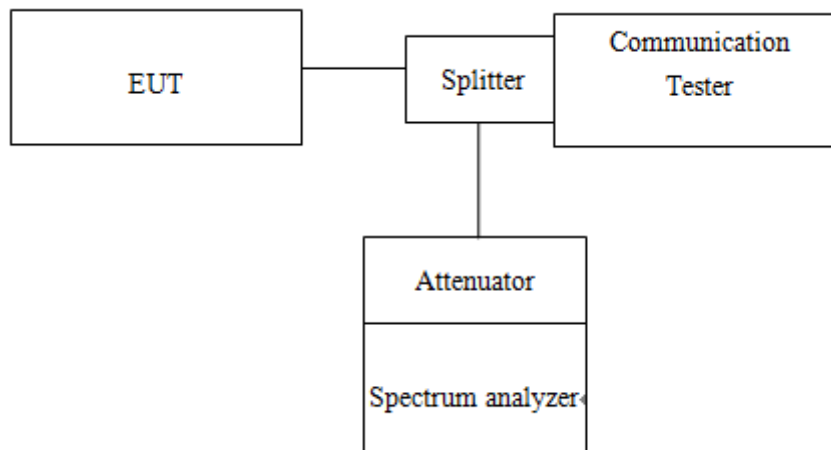 EUT
Splitter
Communication
Tester
Attenuator
Spectrum analyzer